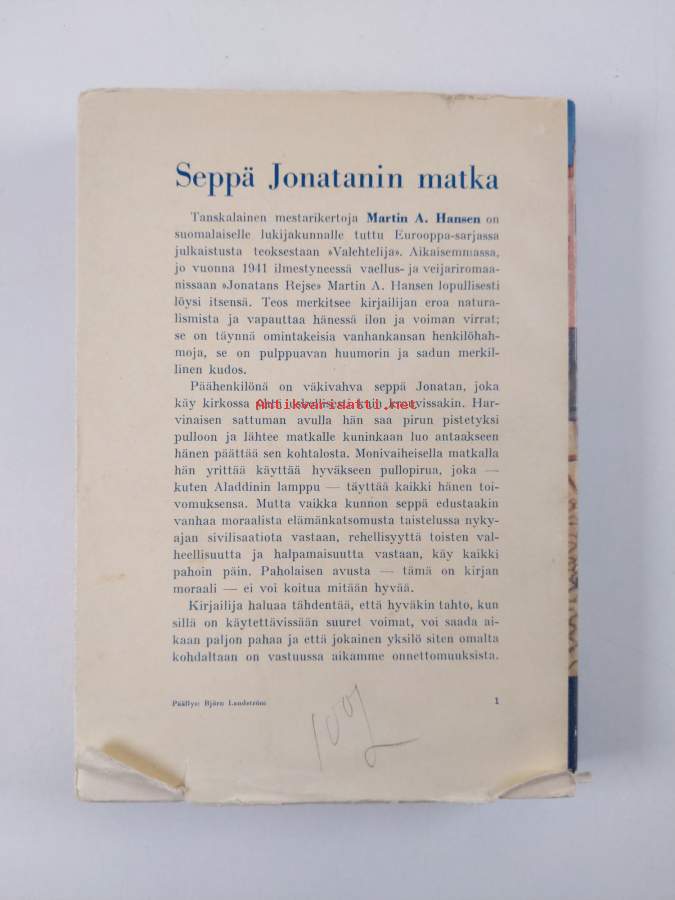 Seppä Jonatanin matka
Tanskalainen mestarikertoja Martin A. Hansen on
suomalaiselle lukijakunnalle tuttu Eurooppa-sarjassa
julkaistusta teoksestaan »Valehtelija». Aikaisemmassa,
jo vuonna 1941 ilmestyneessä vaellus- ja veijariromaa-
nissaan »Jonatans Rejse» Martin A. Hansen lopullisesti
löysi itsensä. Teos merkitsee kirjailijan eroa natura-
lismista ja vapauttaa hänessä ilon ja voiman virrat;
se on täynnä omintakeisia vanhankansan henkilöhah-
moja, se on pulppuavan huumorin ja sadun merkil-
linen kudos.
Päähenkilönä on väkivahva seppä Jonatan, joka
käy kirkossa yhtä uskollisesti kuin krouvissakin. Har-
Antikvariaatti.net
vinaisen sattuman avulla hän saa pirun pistetyksi
pulloon ja lähtee matkalle kuninkaan luo antaakseen
hänen päättää sen kohtalosta. Monivaiheisella matkalla
hän yrittää käyttää hyväkseen pullopirua, joka —
kuten Aladdinin lamppu — täyttää kaikki hänen toi-
vomuksensa. Mutta vaikka kunnon seppä edustaakin
vanhaa moraalista elämänkatsomusta taistelussa nyky-
ajan sivilisaatiota vastaan, rehellisyyttä toisten val-
heellisuutta ja halpamaisuutta vastaan, käy kaikki
pahoin päin. Paholaisen avusta — tämä on kirjan
moraali — ei voi koitua mitään hyvää.
Kirjailija haluaa tähdentää, että hyväkin tahto, kun
sillä on käytettävissään suuret voimat, voi saada ai-
kaan paljon pahaa ja että jokainen yksilö siten omalta
kohdaltaan on vastuussa aikamme onnettomuuksista.
Päällys: Björn Landström 1